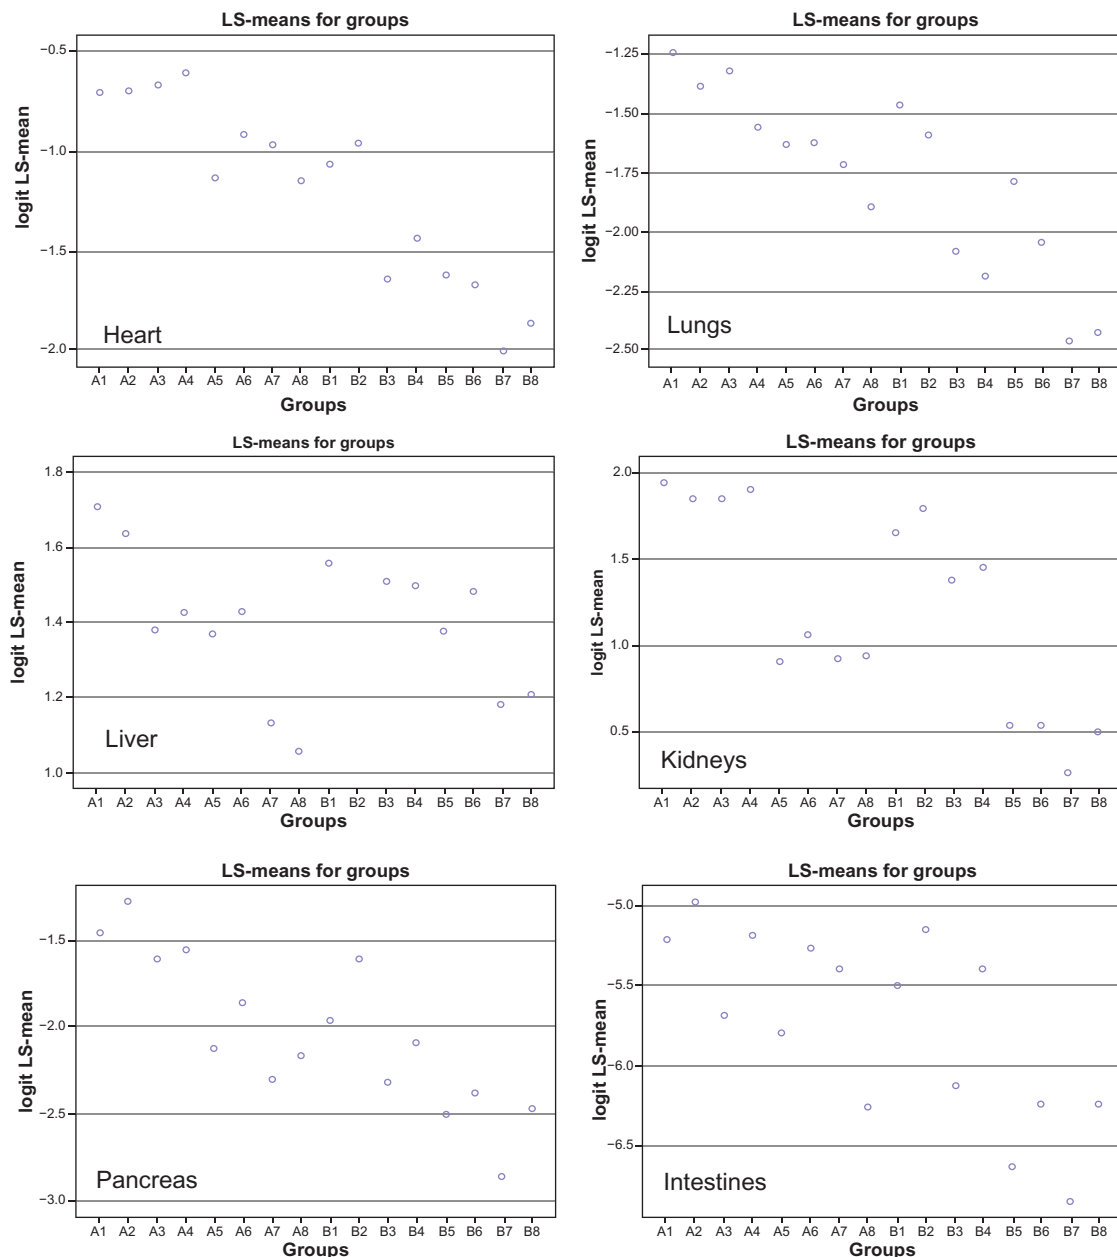 LS-means for groups
logit LS-mean
−0.5
−1.0
−1.5
−2.0
Heart
A1 A2 A3 A4 A5 A6 A7 A8 B1 B2 B3 B4 B5 B6 B7 B8
Groups
LS-means for groups
logit LS-mean
−1.25
−1.50
−1.75
−2.00
−2.25
−2.50
Lungs
A1 A2 A3 A4 A5 A6 A7 A8 B1 B2 B3 B4 B5 B6 B7 B8
Groups
LS-means for groups
logit LS-mean
1.8
1.6
1.4
1.2
1.0
Liver
A1 A2 A3 A4 A5 A6 A7 A8 B1 B2 B3 B4 B5 B6 B7 B8
Groups
LS-means for groups
logit LS-mean
2.0
1.5
1.0
0.5
Kidneys
A1 A2 A3 A4 A5 A6 A7 A8 B1 B2 B3 B4 B5 B6 B7 B8
Groups
LS-means for groups
logit LS-mean
−1.5
−2.0
−2.5
−3.0
Pancreas
A1 A2 A3 A4 A5 A6 A7 A8 B1 B2 B3 B4 B5 B6 B7 B8
Groups
LS-means for groups
logit LS-mean
−5.0
−5.5
−6.0
−6.5
Intestines
A1 A2 A3 A4 A5 A6 A7 A8 B1 B2 B3 B4 B5 B6 B7 B8
Groups